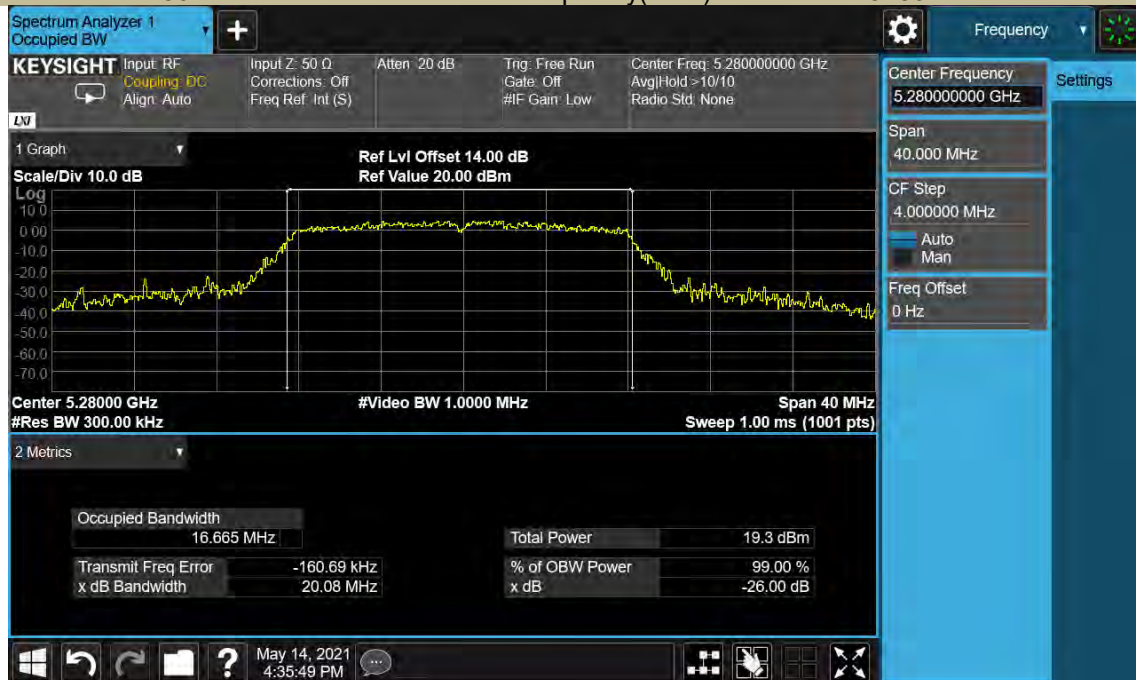 Spectrum Analyzer 1
Occupied BW
Frequency
KEYSIGHT
Input: RF
Coupling: DC
Align: Auto
Input Z: 50 Ω
Corrections: Off
Freq Ref: Int (S)
Atten: 20 dB
Trig: Free Run
Gate: Off
#IF Gain: Low
Center Freq: 5.280000000 GHz
Avg|Hold >10/10
Radio Std: None
LXI
Center Frequency
5.280000000 GHz
Settings
Span
40.000 MHz
CF Step
4.000000 MHz
Auto
Man
Freq Offset
0 Hz
1 Graph
Scale/Div 10.0 dB
Ref Lvl Offset 14.00 dB
Ref Value 20.00 dBm
Log
10.0
0.00
-10.0
-20.0
-30.0
-40.0
-50.0
-60.0
-70.0
Center 5.28000 GHz
#Video BW 1.0000 MHz
Span 40 MHz
#Res BW 300.00 kHz
Sweep 1.00 ms (1001 pts)
2 Metrics
Occupied Bandwidth
16.665 MHz
Total Power 19.3 dBm
Transmit Freq Error -160.69 kHz
% of OBW Power 99.00 %
x dB Bandwidth 20.08 MHz
x dB -26.00 dB
?
May 14, 2021
4:35:49 PM